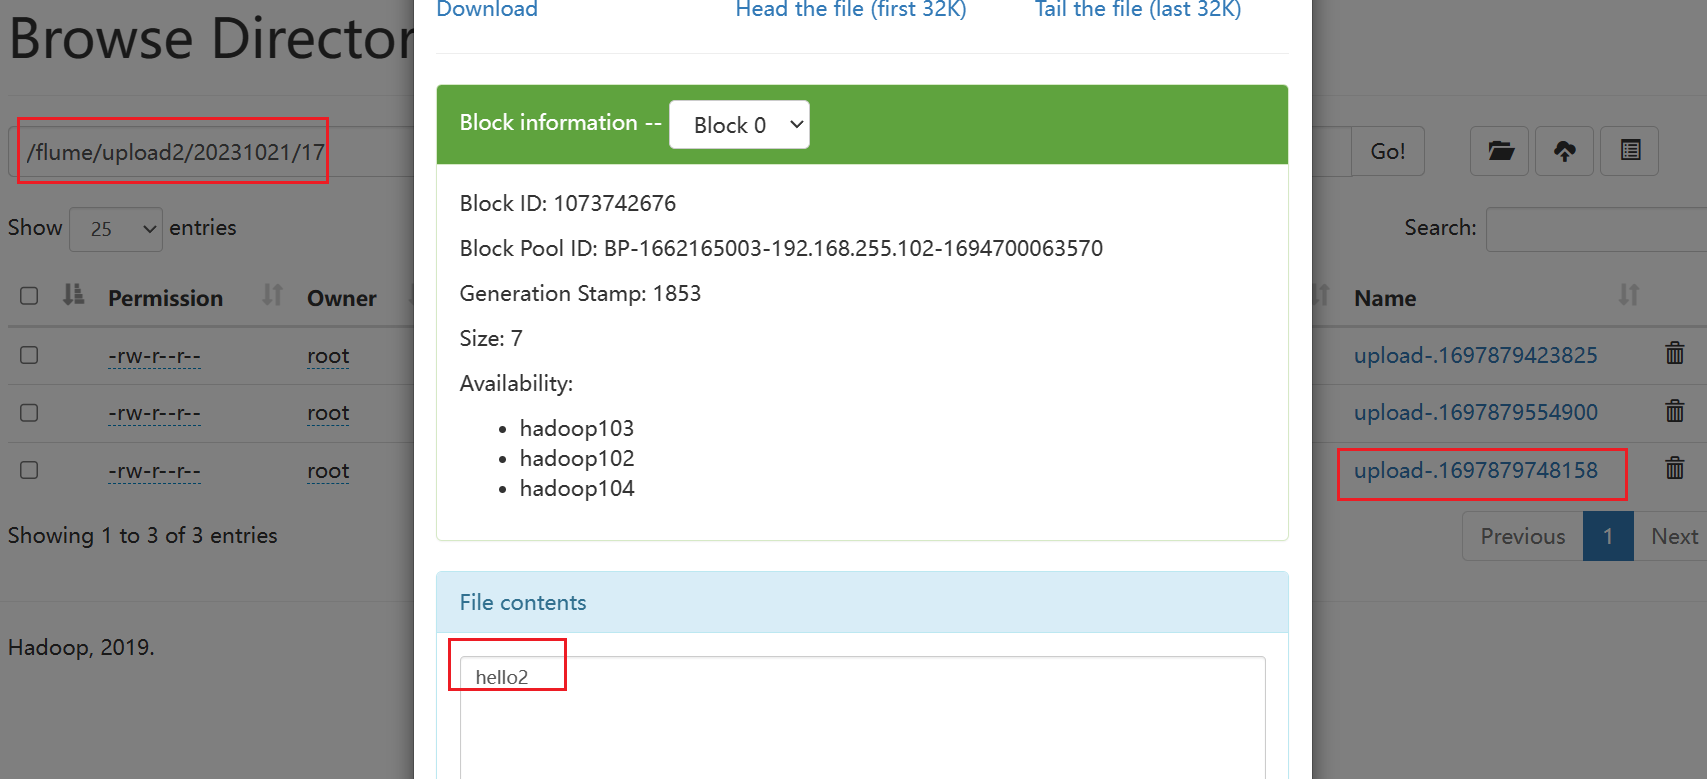 Download Head the file (first 32K) Tail the file (last 32K)
Browse Director
Block information -- Block 0
/flume/upload2/20231021/17
Go!
Block ID: 1073742676
Show 25 entries
Search:
Block Pool ID: BP-1662165003-192.168.255.102-1694700063570
Permission Owner Name
Generation Stamp: 1853
Size: 7
-rw-r--r-- root upload-.1697879423825
Availability:
-rw-r--r-- root upload-.1697879554900
hadoop103
hadoop102
-rw-r--r-- root upload-.1697879748158
hadoop104
Showing 1 to 3 of 3 entries
Previous 1 Next
File contents
Hadoop, 2019.
hello2